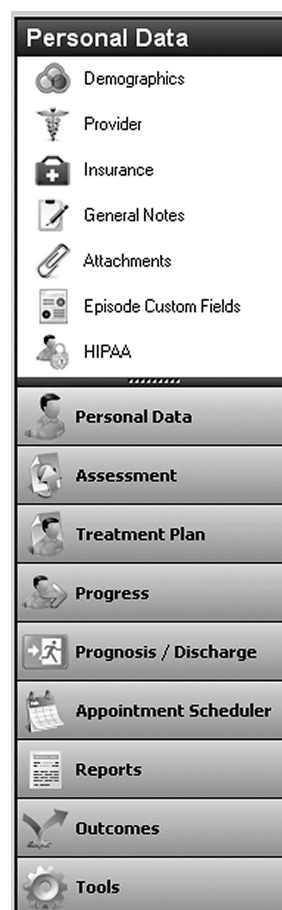 Personal Data
Demographics
Provider
Insurance
General Notes
Attachments
Episode Custom Fields
HIPAA
Personal Data
Assessment
Treatment Plan
Progress
Prognosis / Discharge
Appointment Scheduler
Reports
Outcomes
Tools